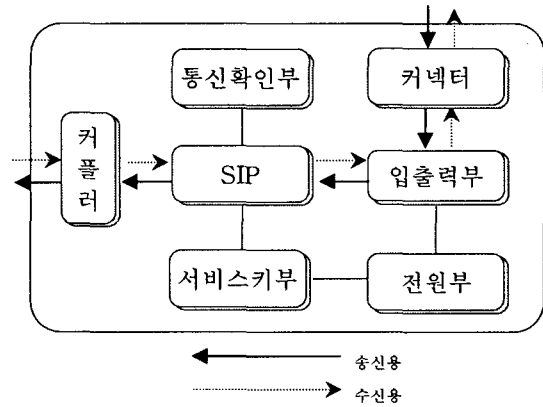 통신확인부
커넥터
커플러
SIP
입출력부
서비스키부
전원부
송신용
수신용